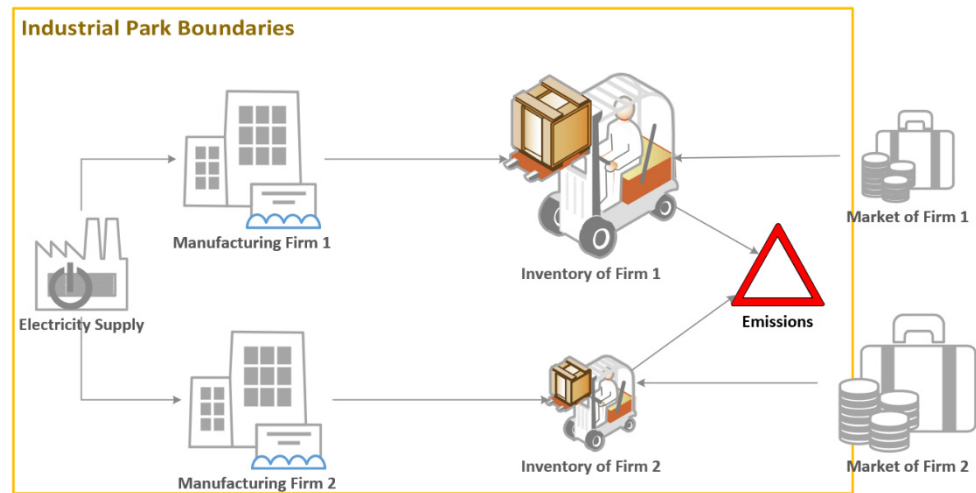 Industrial Park Boundaries
Manufacturing Firm 1
Inventory of Firm 1
Market of Firm 1
Electricity Supply
Emissions
Manufacturing Firm 2
Inventory of Firm 2
Market of Firm 2